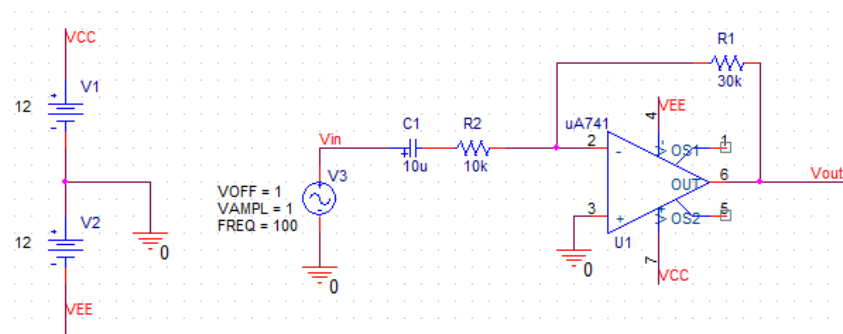 VCC
V1
12
V2
12
0
VEE
Vin
C1
10u
R2
10k
V3
VOFF = 1
VAMPL = 1
FREQ = 100
0
R1
30k
uA741
VEE
4
2
-
V-
OS1
1
OUT
6
Vout
3
+
V+
OS2
5
U1
7
VCC
0